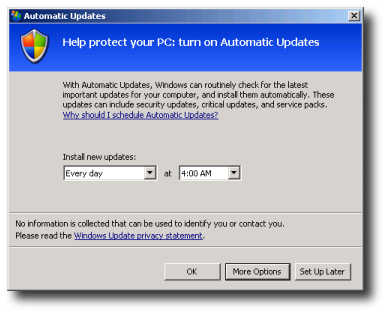 Automatic Updates
Help protect your PC: turn on Automatic Updates
With Automatic Updates, Windows can routinely check for the latest
important updates for your computer, and install them automatically. These
updates can include security updates, critical updates, and service packs.
Why should I schedule Automatic Updates?
Install new updates:
Every day at 4:00 AM
No information is collected that can be used to identify you or contact you.
Please read the Windows Update privacy statement.
OK More Options Set Up Later